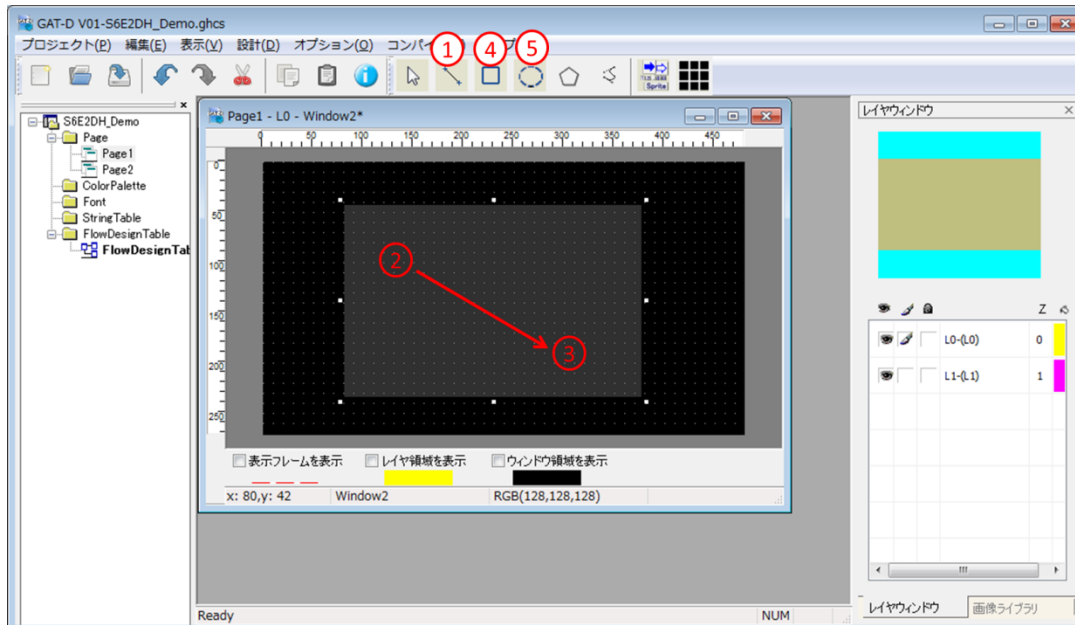 GAT-D V01-S6E2DH_Demo.ghcs
プロジェクト(P) 編集(E) 表示(V) 設計(D) オプション(O) コンパイ
プ
① ④ ⑤
Sprite
S6E2DH_Demo
Page
Page1
Page2
ColorPalette
Font
StringTable
FlowDesignTable
FlowDesignTal
Page1 - L0 - Window2*
0 50 100 150 200 250 300 350 400 450
0
50
100
150
200
250
②
③
表示フレームを表示 レイヤ領域を表示 ウィンドウ領域を表示
x: 80,y: 42 Window2 RGB(128,128,128)
レイヤウィンドウ
Z
L0-(L0) 0
L1-(L1) 1
レイヤウィンドウ 画像ライブラリ
Ready NUM